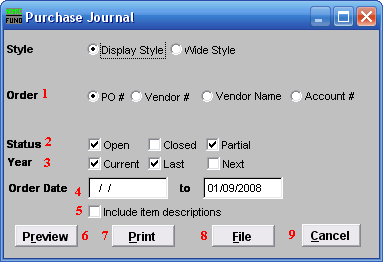 FUND Purchase Journal
Style Display Style Wide Style
Order 1 PO # Vendor # Vendor Name Account #
Status 2 Open Closed Partial
Year 3 Current Last Next
Order Date 4 / / to 01/09/2008
5 Include item descriptions
Preview 6 7 Print 8 File 9 Cancel